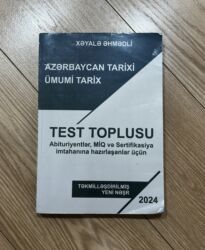 XƏYALƏ ƏHMƏDLİ
AZƏRBAYCAN TARİXİ
ÜMUMİ TARİX
TEST TOPLUSU
Abituriyentlər, MİQ və Sertifikasiya
imtahanına hazırlaşanlar üçün
TƏKMİLLƏŞDİRİLMİŞ
YENİ NƏŞR
2024